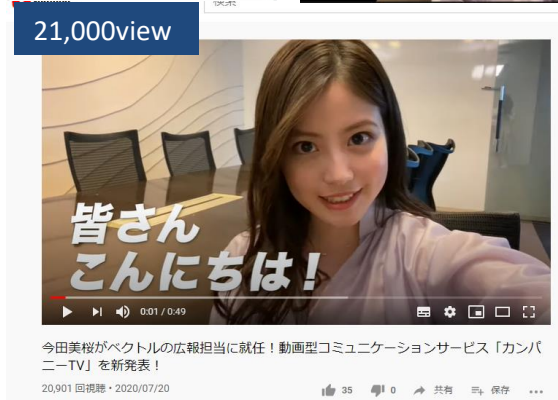 検索
21,000view
皆さん
こんにちは！
0:01 / 0:49
今田美桜がベクトルの広報担当に就任！動画型コミュニケーションサービス「カンパ
ニーTV」を新発表！
20,901 回視聴・2020/07/20
35
0
共有
保存